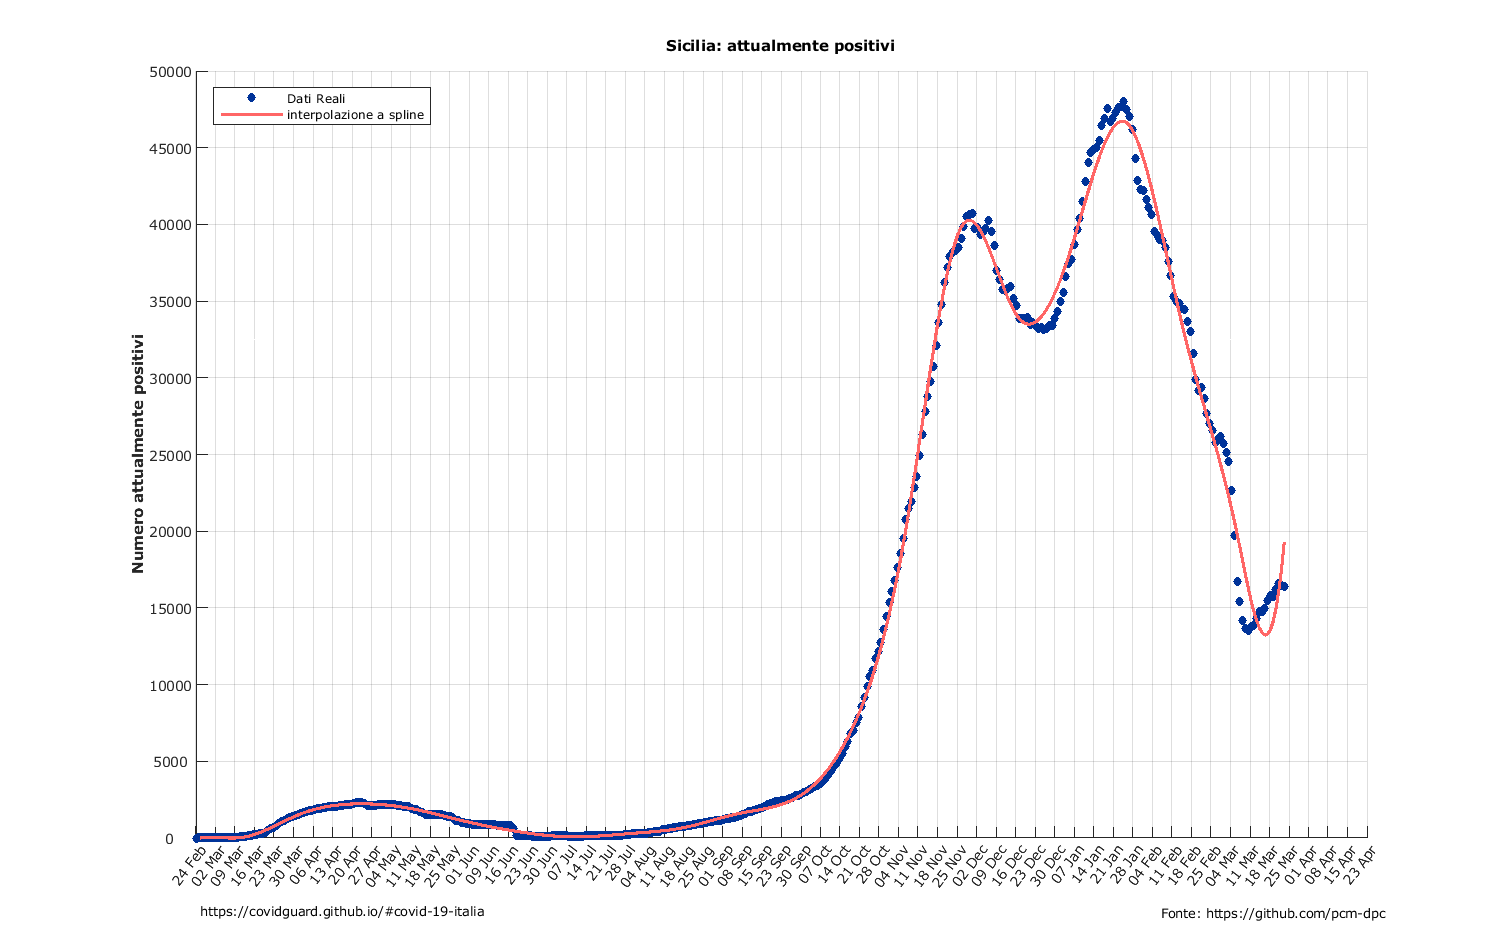 Sicilia: attualmente positivi
50000
45000
40000
35000
30000
25000
20000
15000
10000
5000
0
Numero attualmente positivi
Dati Reali
interpolazione a spline
24 Feb
02 Mar
09 Mar
16 Mar
23 Mar
30 Mar
06 Apr
13 Apr
20 Apr
27 Apr
04 May
11 May
18 May
25 May
01 Jun
09 Jun
16 Jun
23 Jun
30 Jun
07 Jul
14 Jul
21 Jul
28 Jul
04 Aug
11 Aug
18 Aug
25 Aug
01 Sep
08 Sep
15 Sep
23 Sep
30 Sep
07 Oct
14 Oct
21 Oct
28 Oct
04 Nov
11 Nov
18 Nov
25 Nov
02 Dec
09 Dec
16 Dec
23 Dec
30 Dec
07 Jan
14 Jan
21 Jan
28 Jan
04 Feb
11 Feb
18 Feb
25 Feb
04 Mar
11 Mar
18 Mar
25 Mar
01 Apr
08 Apr
15 Apr
23 Apr
https://covidguard.github.io/#covid-19-italia
Fonte: https://github.com/pcm-dpc